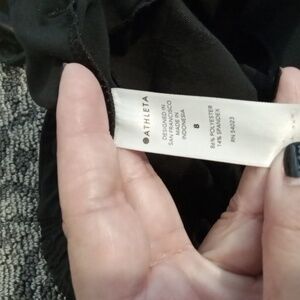 ATHLETA
DESIGNED IN
SAN FRANCISCO
MADE IN
INDONESIA
8
86% POLYESTER
14% SPANDEX
RN 54023